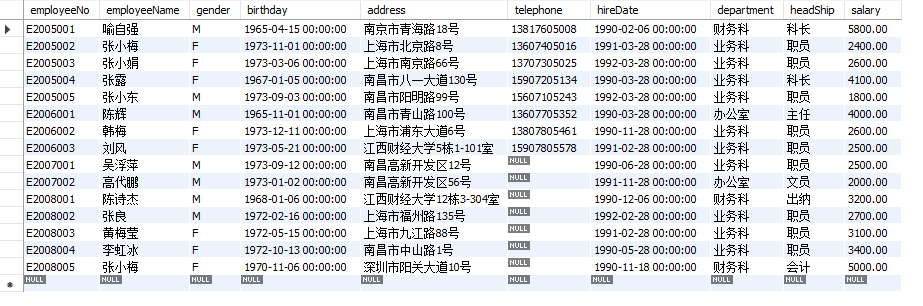 employeeNo employeeName gender birthday address telephone hireDate department headShip salary
E2005001 喻自强 M 1965-04-15 00:00:00 南京市青海路18号 13817605008 1990-02-06 00:00:00 财务科 科长 5800.00
E2005002 张小梅 F 1973-11-01 00:00:00 上海市北京路8号 13607405016 1991-03-28 00:00:00 业务科 职员 2400.00
E2005003 张小娟 F 1973-03-06 00:00:00 上海市南京路66号 13707305025 1992-03-28 00:00:00 业务科 职员 2600.00
E2005004 张露 F 1967-01-05 00:00:00 南昌市八一大道130号 15907205134 1990-03-28 00:00:00 业务科 科长 4100.00
E2005005 张小东 M 1973-09-03 00:00:00 南昌市阳明路99号 15607105243 1992-03-28 00:00:00 业务科 职员 1800.00
E2006001 陈辉 M 1965-11-01 00:00:00 南昌市青山路100号 13607705352 1990-03-28 00:00:00 办公室 主任 4000.00
E2006002 韩梅 F 1973-12-11 00:00:00 上海市浦东大道6号 13807805461 1990-11-28 00:00:00 业务科 职员 2600.00
E2006003 刘风 F 1973-05-21 00:00:00 江西财经大学5栋1-101室 15907805578 1991-02-28 00:00:00 业务科 职员 2500.00
E2007001 吴浮萍 M 1973-09-12 00:00:00 南昌高新开发区12号 NULL 1990-06-28 00:00:00 业务科 职员 2500.00
E2007002 高代鹏 M 1973-01-02 00:00:00 南昌高新开发区56号 NULL 1991-11-28 00:00:00 办公室 文员 2000.00
E2008001 陈诗杰 M 1968-01-06 00:00:00 江西财经大学12栋3-304室 NULL 1990-12-06 00:00:00 财务科 出纳 3200.00
E2008002 张良 M 1972-02-16 00:00:00 上海市福州路135号 NULL 1992-02-28 00:00:00 业务科 职员 2700.00
E2008003 黄梅莹 F 1972-05-15 00:00:00 上海市九江路88号 NULL 1991-02-28 00:00:00 业务科 职员 3100.00
E2008004 李虹冰 F 1972-10-13 00:00:00 南昌市中山路1号 NULL 1990-05-28 00:00:00 业务科 职员 3400.00
E2008005 张小梅 F 1970-11-06 00:00:00 深圳市阳关大道10号 NULL 1990-11-18 00:00:00 财务科 会计 5000.00
NULL NULL NULL NULL NULL NULL NULL NULL NULL NULL